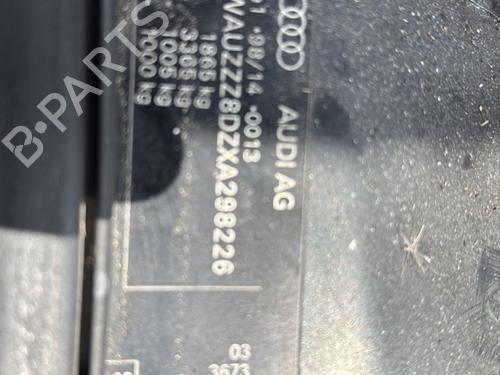 AUDI AG
e1*98/14*0013
WAUZZZ8DZXA298226
1865 kg
3365 kg
1005 kg
1000 kg
03
3673
B-PARTS